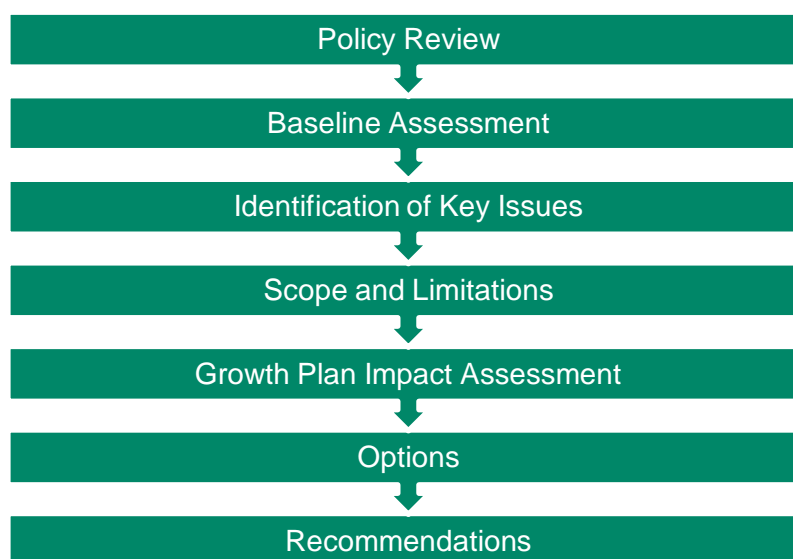 Policy Review
Baseline Assessment
Identification of Key Issues
Scope and Limitations
Growth Plan Impact Assessment
Options
Recommendations